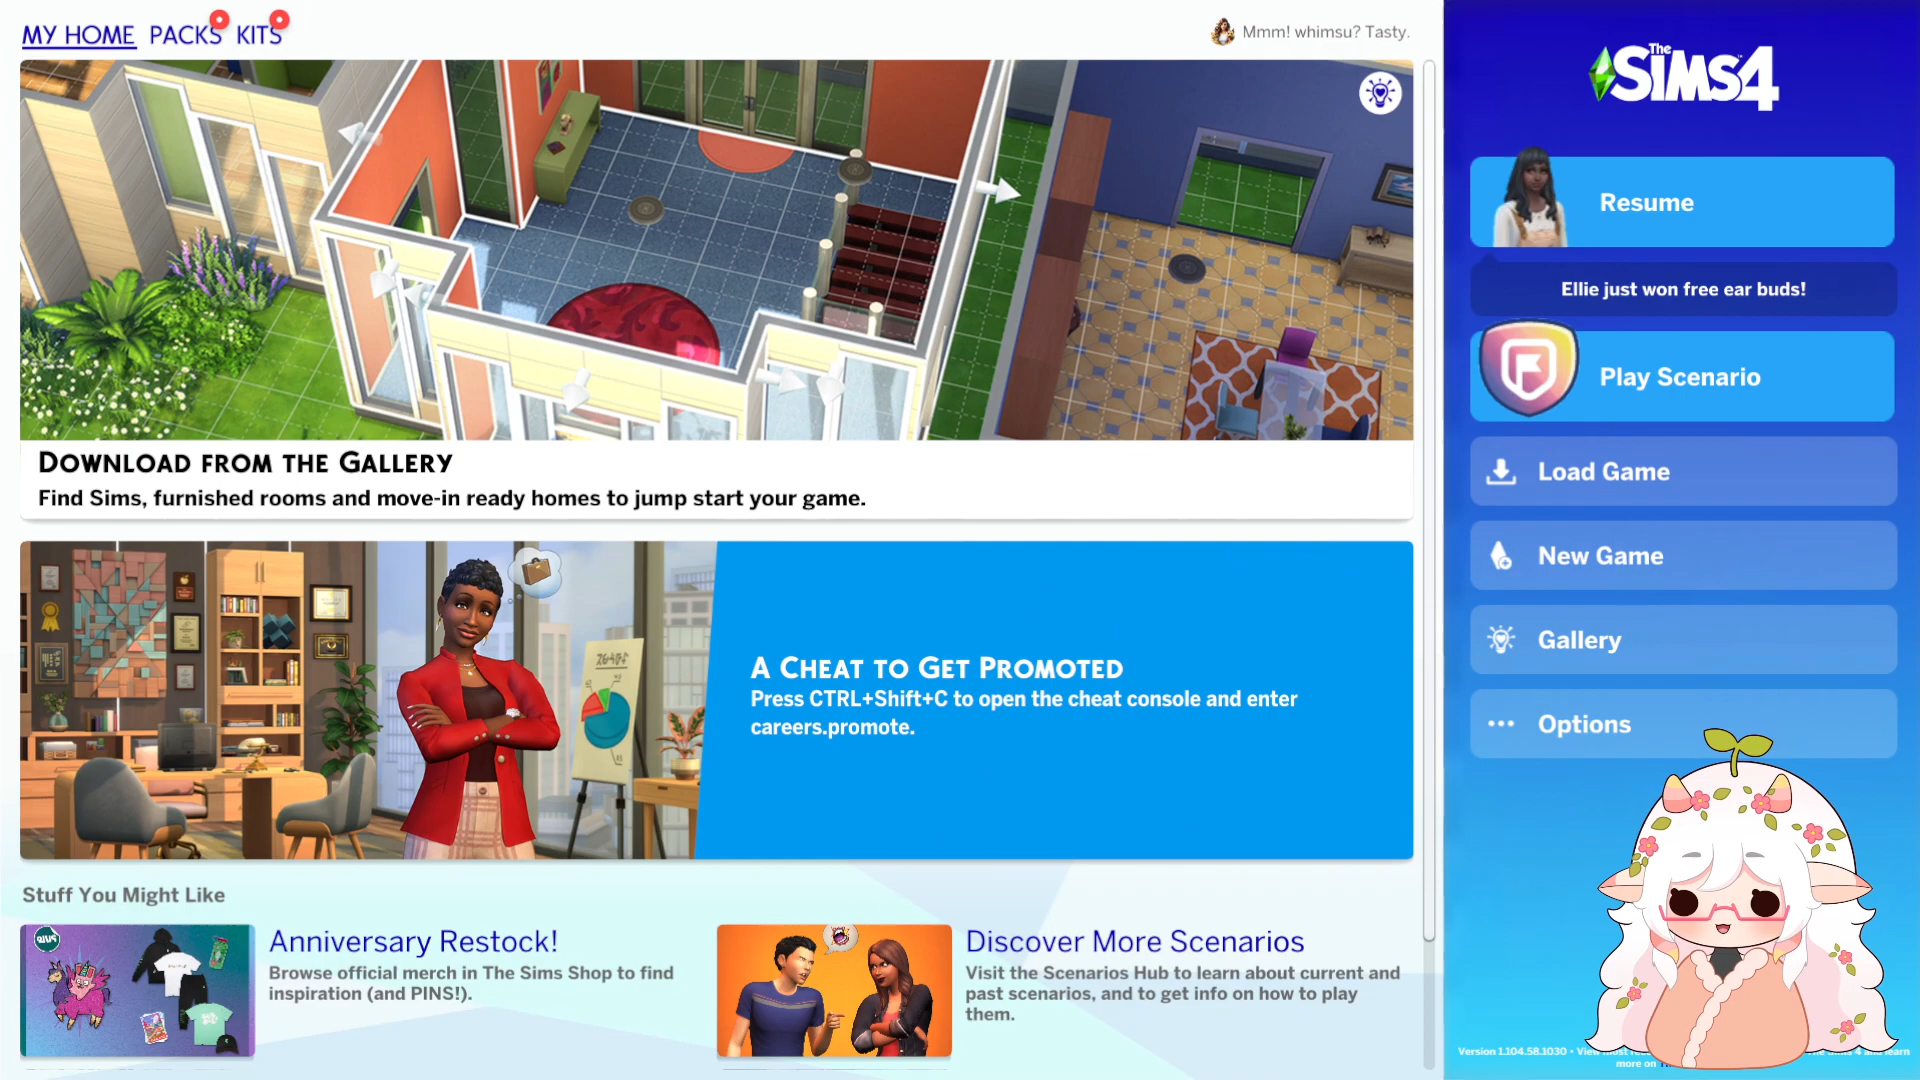 MY HOME PACKS KITS
Mmm! whimsu? Tasty.
DOWNLOAD FROM THE GALLERY
Find Sims, furnished rooms and move-in ready homes to jump start your game.
A CHEAT TO GET PROMOTED
Press CTRL+Shift+C to open the cheat console and enter
careers.promote.
Stuff You Might Like
Anniversary Restock!
Browse official merch in The Sims Shop to find
inspiration (and PINS!).
Discover More Scenarios
Visit the Scenarios Hub to learn about current and
past scenarios, and to get info on how to play
them.
The SIMS 4
Resume
Ellie just won free ear buds!
Play Scenario
Load Game
New Game
Gallery
Options
Version 1.104.58.1030 • View
more on